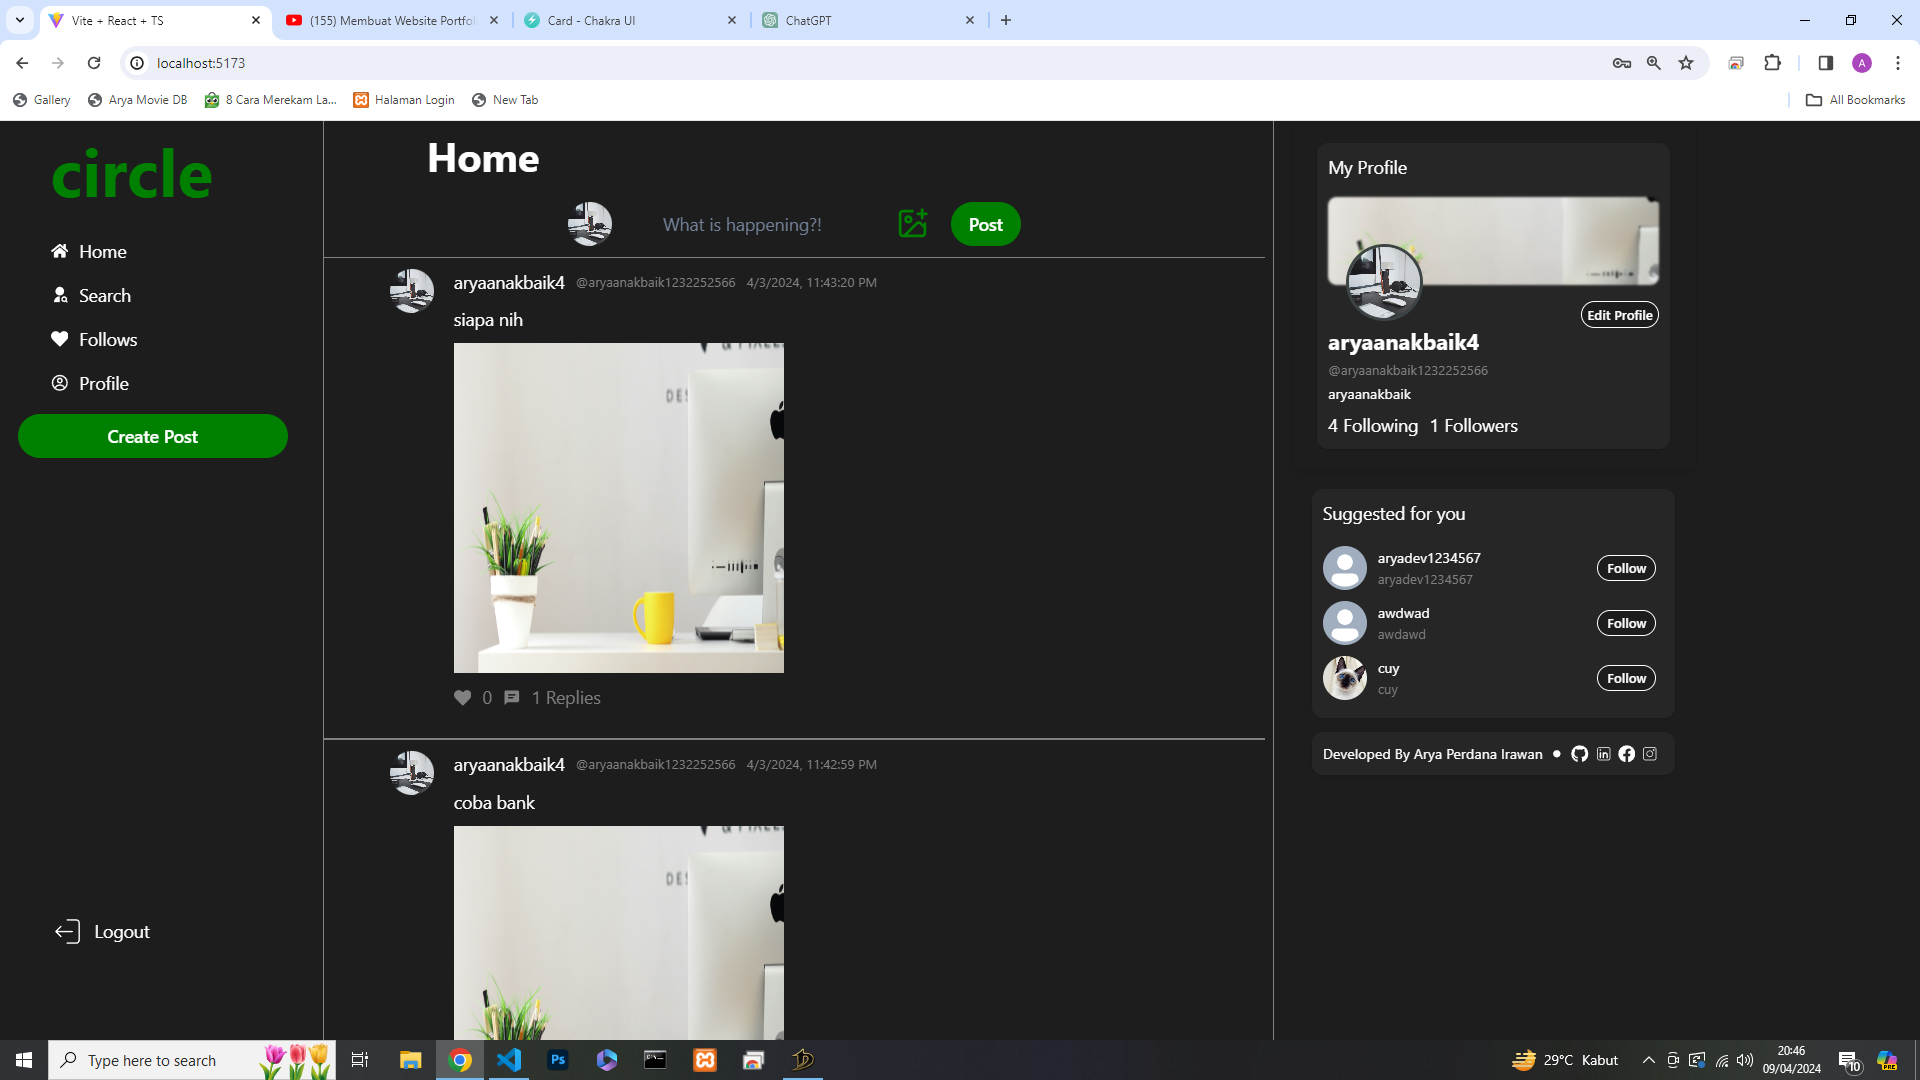 Vite + React + TS
(155) Membuat Website Portfoli
Card - Chakra UI
ChatGPT
localhost:5173
A
Gallery
Arya Movie DB
8 Cara Merekam La...
Halaman Login
New Tab
All Bookmarks
circle
Home
Search
Follows
Profile
Create Post
Logout
Home
What is happening?!
Post
aryaanakbaik4 @aryaanakbaik1232252566 4/3/2024, 11:43:20 PM
siapa nih
DES
0 1 Replies
aryaanakbaik4 @aryaanakbaik1232252566 4/3/2024, 11:42:59 PM
coba bank
DES
My Profile
Edit Profile
aryaanakbaik4
@aryaanakbaik1232252566
aryaanakbaik
4 Following 1 Followers
Suggested for you
aryadev1234567
aryadev1234567
Follow
awdwad
awdawd
Follow
cuy
cuy
Follow
Developed By Arya Perdana Irawan
Type here to search
Ps
29°C Kabut
20:46
09/04/2024
10
PRE